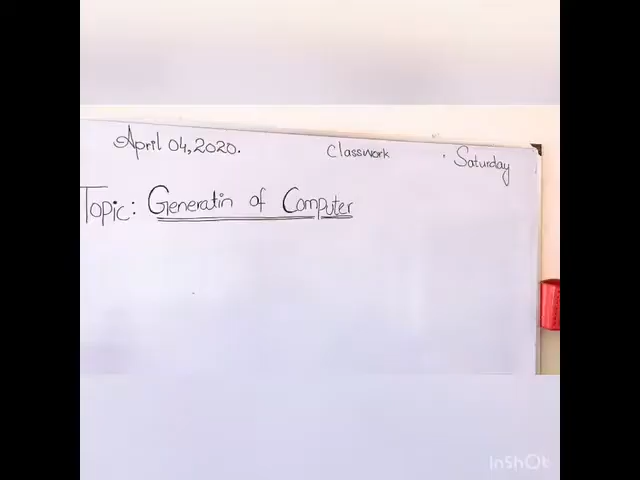 April 04, 2020. Classwork Saturday
Topic: Generatin of Computer
InShOt